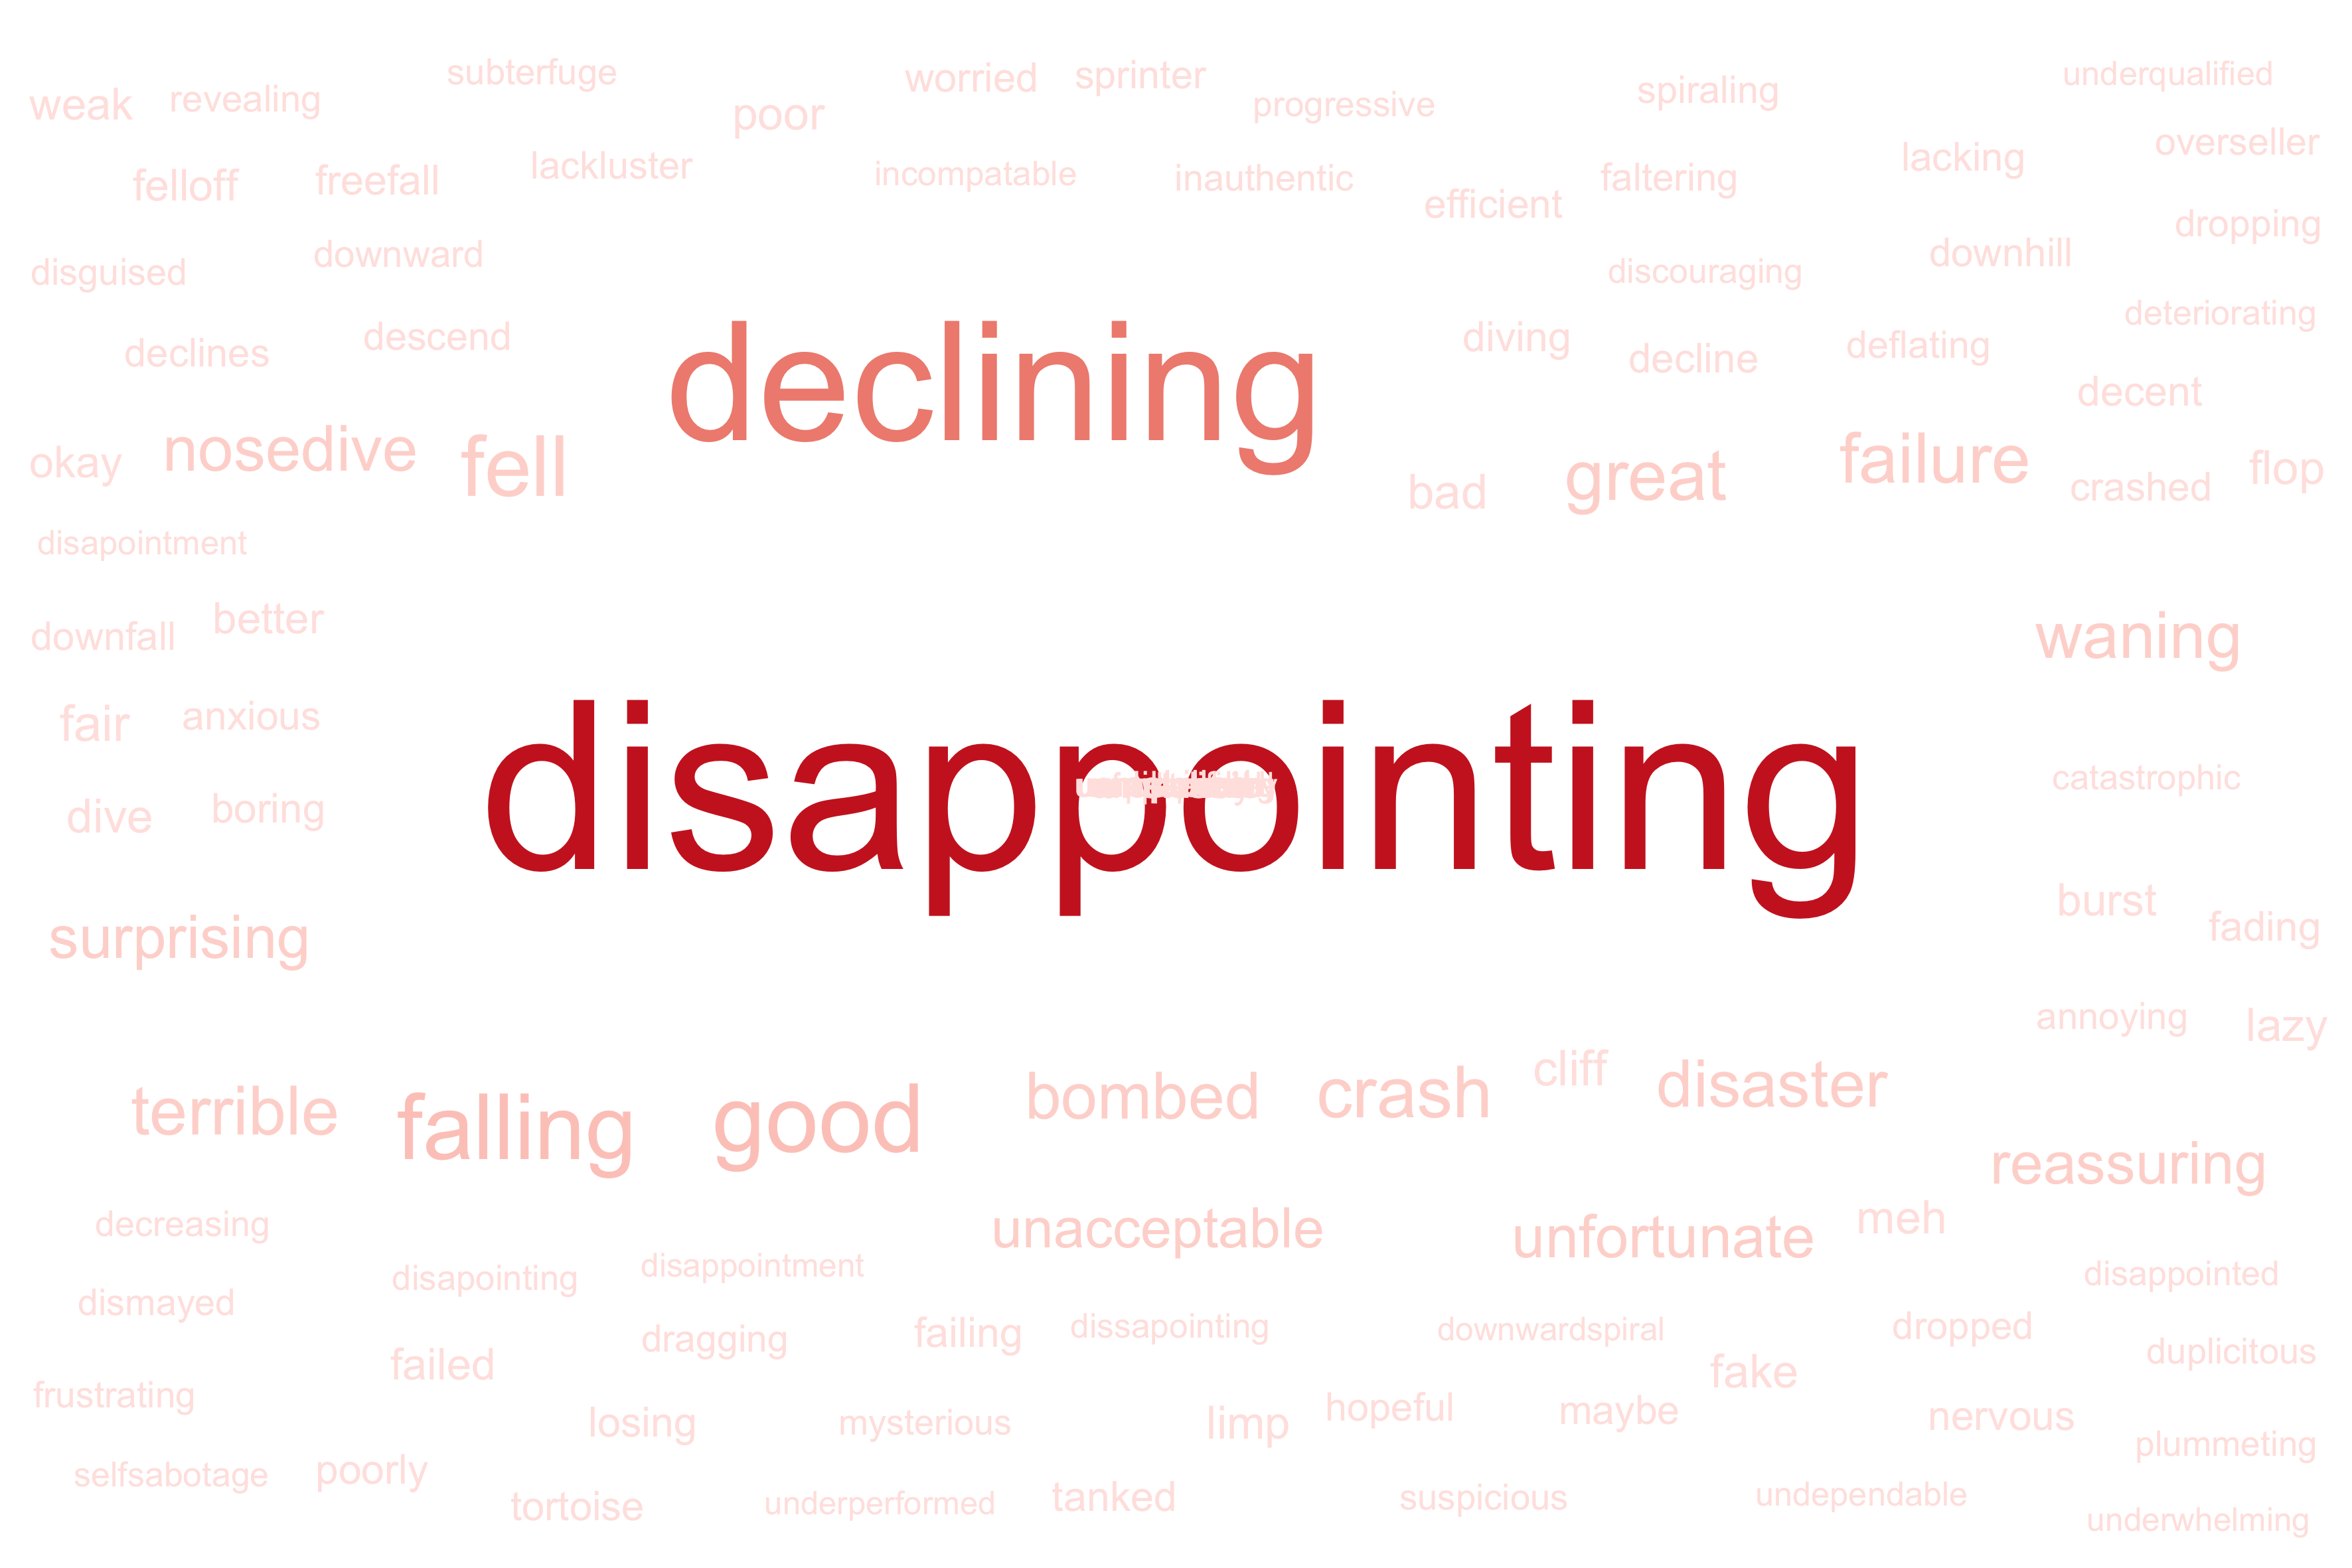 subterfuge
worried
sprinter
underqualified
weak
revealing
poor
progressive
spiraling
felloff
freefall
lackluster
incompatable
inauthentic
efficient
faltering
lacking
overseller
disguised
downward
discouraging
downhill
dropping
declines
descend
declining
diving
decline
deflating
deteriorating
decent
okay
nosedive
fell
bad
great
failure
crashed
flop
disapointment
downfall
better
waning
fair
anxious
disappointing
catastrophic
dive
boring
surprising
burst
fading
annoying
lazy
terrible
falling
good
bombed
crash
cliff
disaster
reassuring
decreasing
unacceptable
unfortunate
meh
disapointing
disappointment
disappointed
dismayed
dragging
failing
dissapointing
downwardspiral
dropped
duplicitous
failed
fake
frustrating
losing
mysterious
limp
hopeful
maybe
nervous
plummeting
selfsabotage
poorly
tortoise
underperformed
tanked
suspicious
undependable
underwhelming